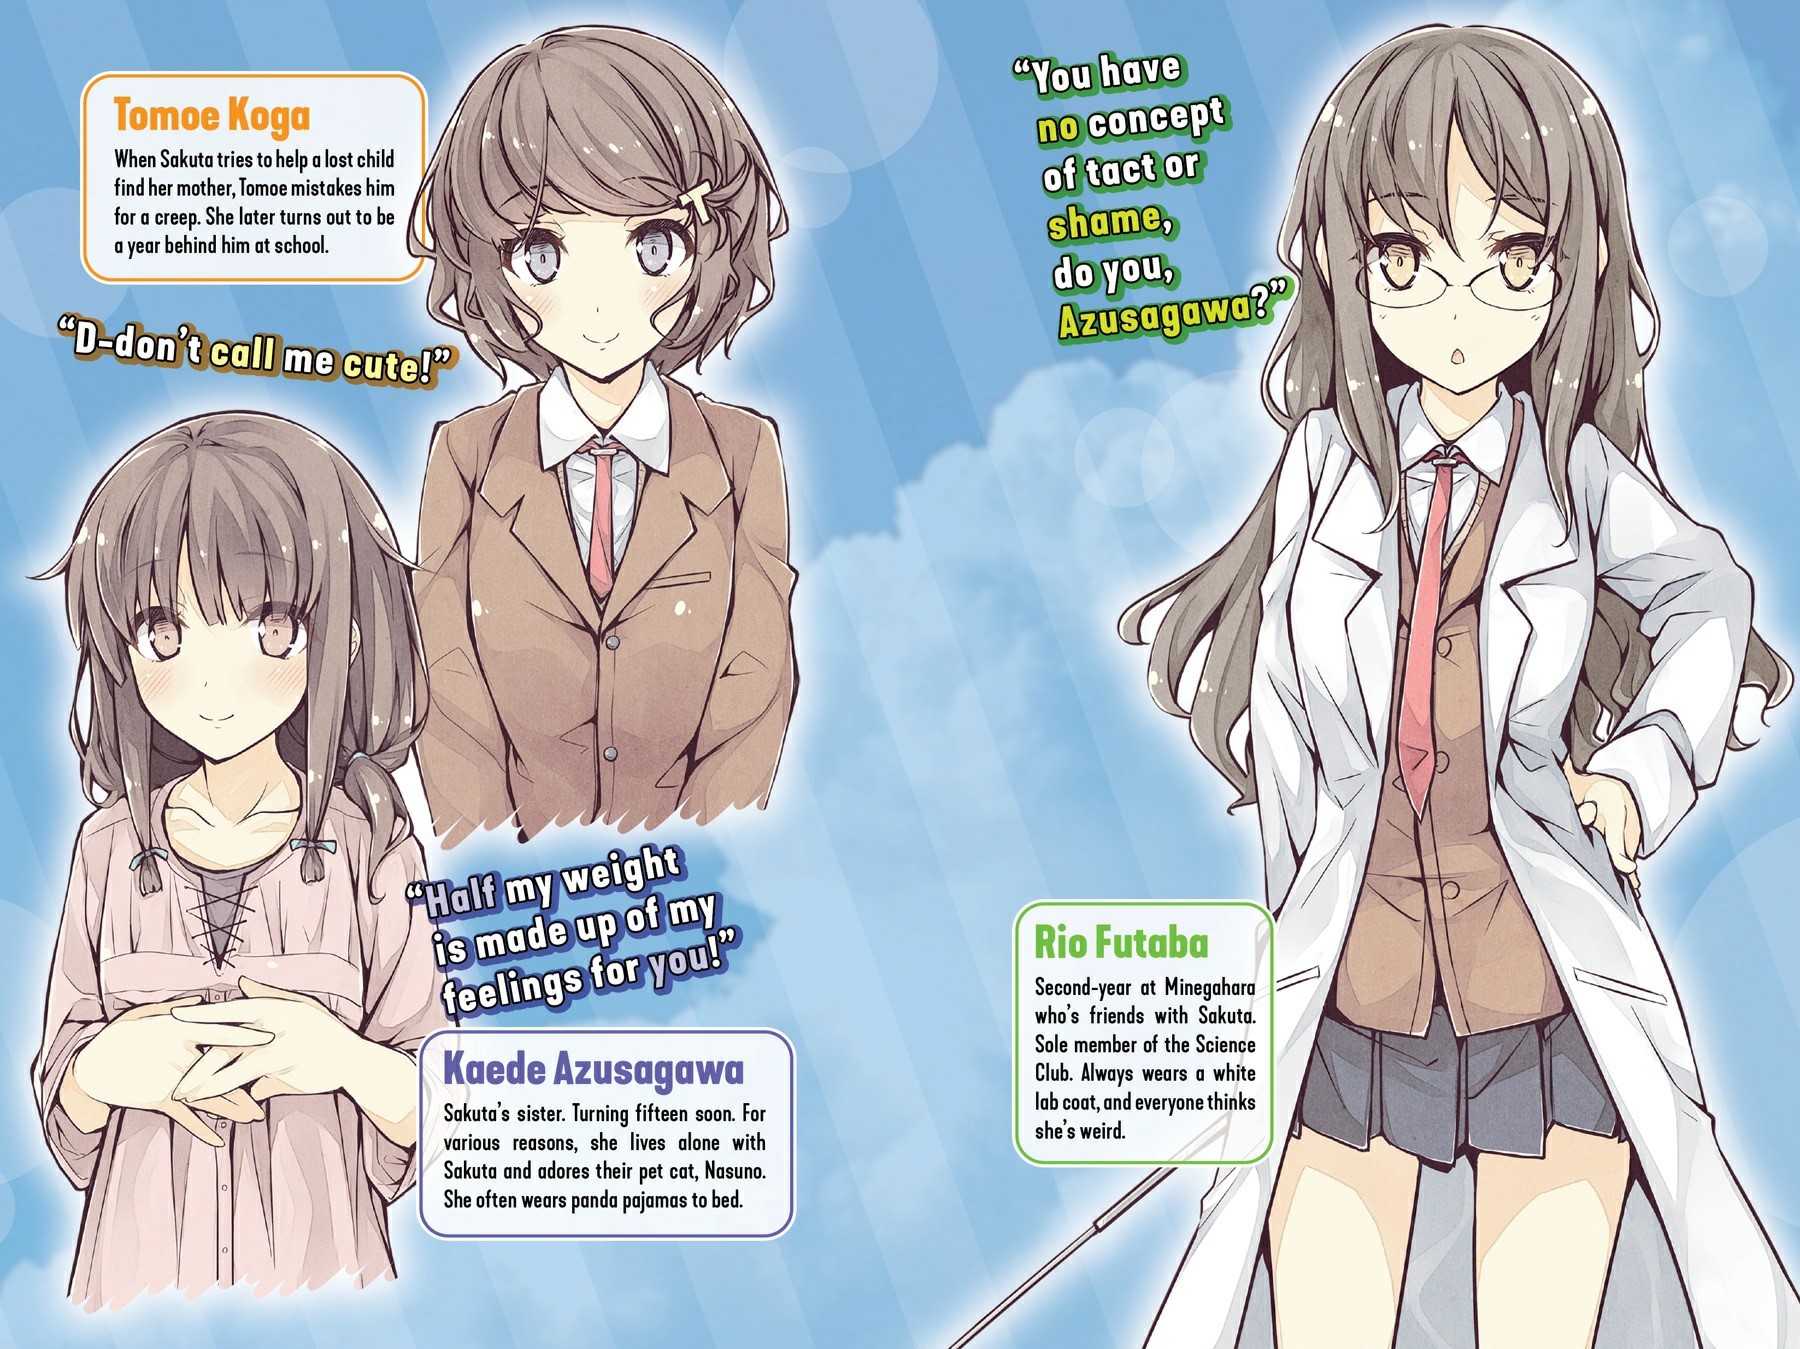 Tomoe Koga
When Sakuta tries to help a lost child
find her mother, Tomoe mistakes him
for a creep. She later turns out to be
a year behind him at school.
“D-don’t call me cute!”
“Half my weight
is made up of my
feelings for you!”
Kaede Azusagawa
Sakuta’s sister. Turning fifteen soon. For
various reasons, she lives alone with
Sakuta and adores their pet cat, Nasuno.
She often wears panda pajamas to bed.
“You have
no concept
of tact or
shame,
do you,
Azusagawa?”
Rio Futaba
Second-year at Minegahara
who’s friends with Sakuta.
Sole member of the Science
Club. Always wears a white
lab coat, and everyone thinks
she’s weird.